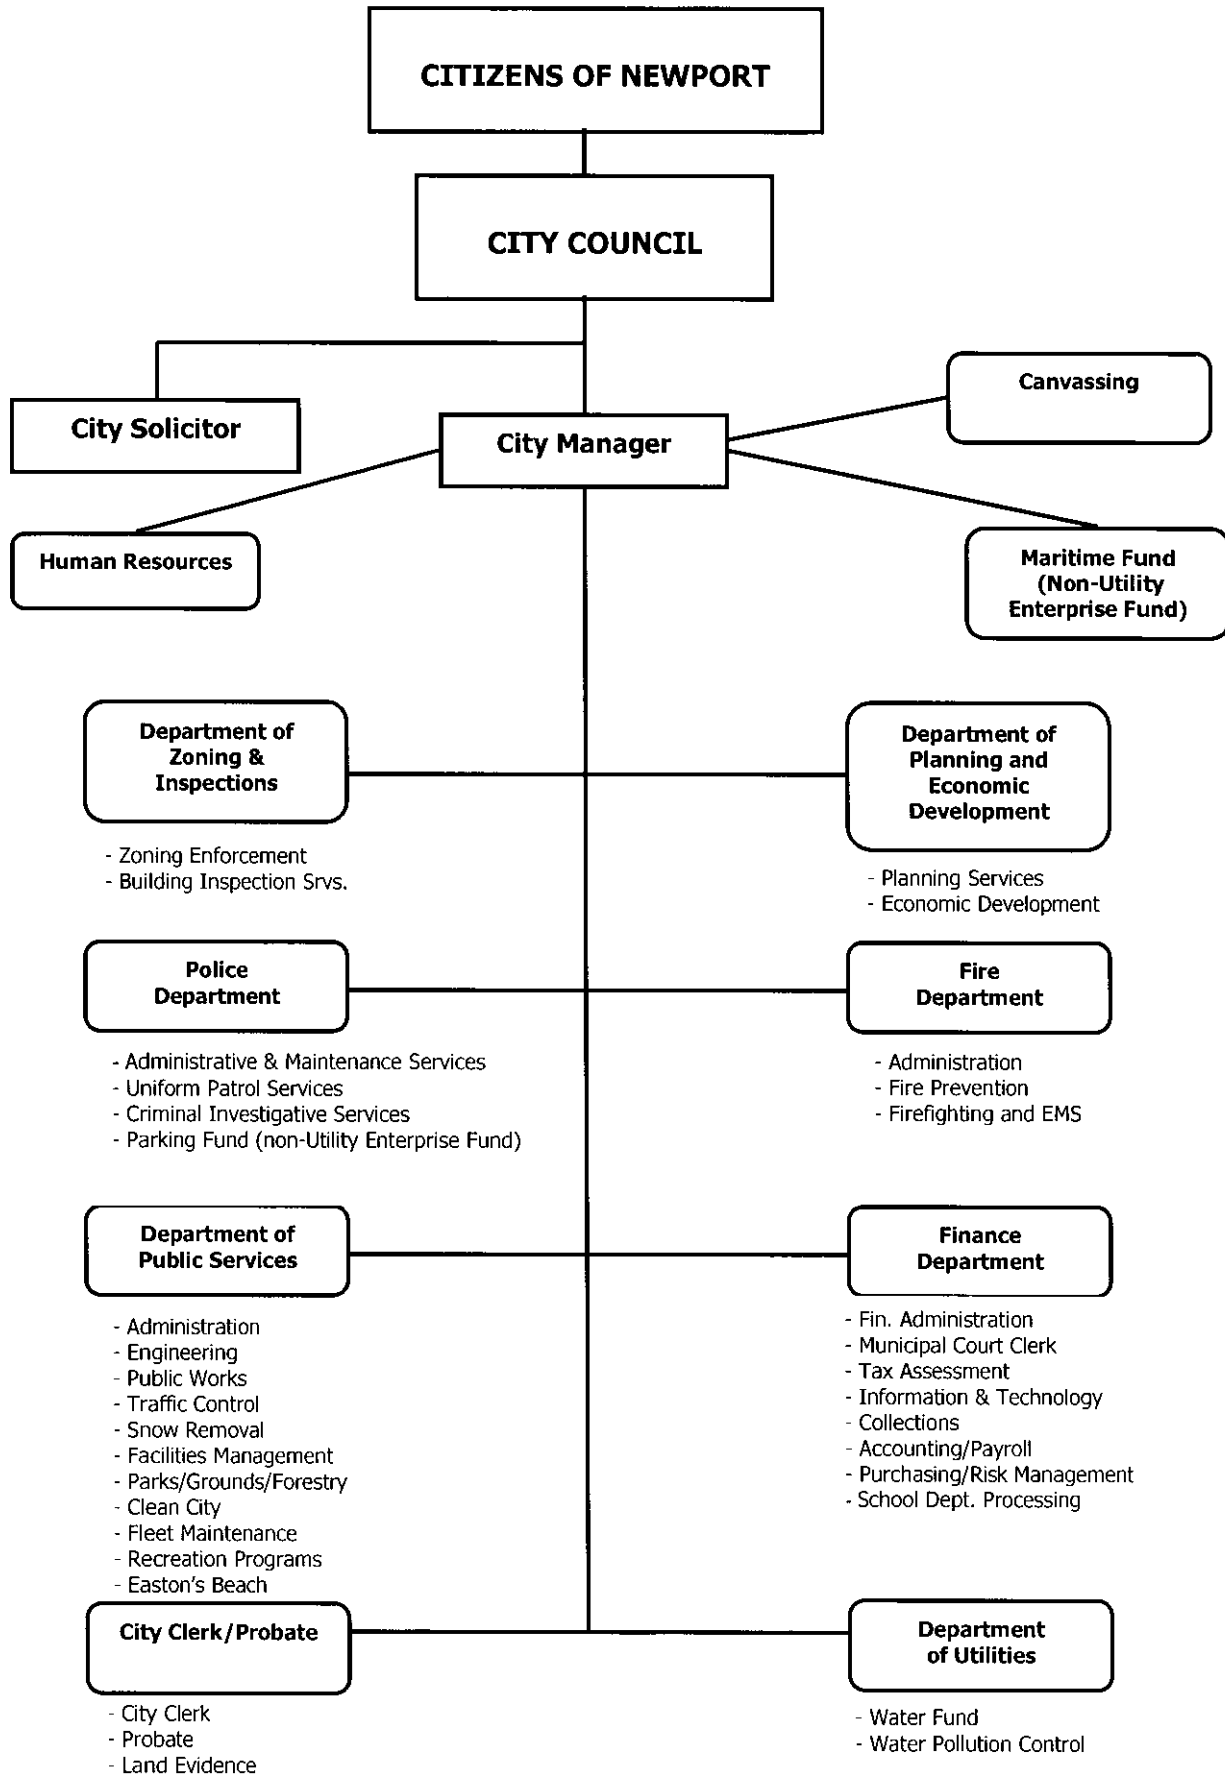 CITIZENS OF NEWPORT
CITY COUNCIL
City Solicitor
City Manager
Canvassing
Human Resources
Maritime Fund
(Non-Utility
Enterprise Fund)
Department of
Zoning &
Inspections
- Zoning Enforcement
- Building Inspection Srvs.
Department of
Planning and
Economic
Development
- Planning Services
- Economic Development
Police
Department
- Administrative & Maintenance Services
- Uniform Patrol Services
- Criminal Investigative Services
- Parking Fund (non-Utility Enterprise Fund)
Fire
Department
- Administration
- Fire Prevention
- Firefighting and EMS
Department of
Public Services
- Administration
- Engineering
- Public Works
- Traffic Control
- Snow Removal
- Facilities Management
- Parks/Grounds/Forestry
- Clean City
- Fleet Maintenance
- Recreation Programs
- Easton's Beach
Finance
Department
- Fin. Administration
- Municipal Court Clerk
- Tax Assessment
- Information & Technology
- Collections
- Accounting/Payroll
- Purchasing/Risk Management
- School Dept. Processing
City Clerk/Probate
- City Clerk
- Probate
- Land Evidence
Department
of Utilities
- Water Fund
- Water Pollution Control